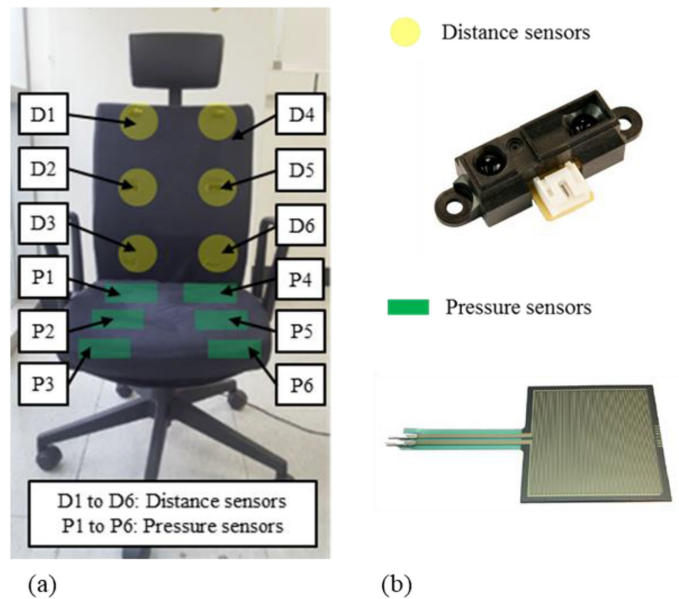 Distance sensors
D1
D4
D2
D5
D3
D6
P1
P4
Pressure sensors
P2
P5
P3
P6
D1 to D6: Distance sensors
P1 to P6: Pressure sensors
(a)
(b)